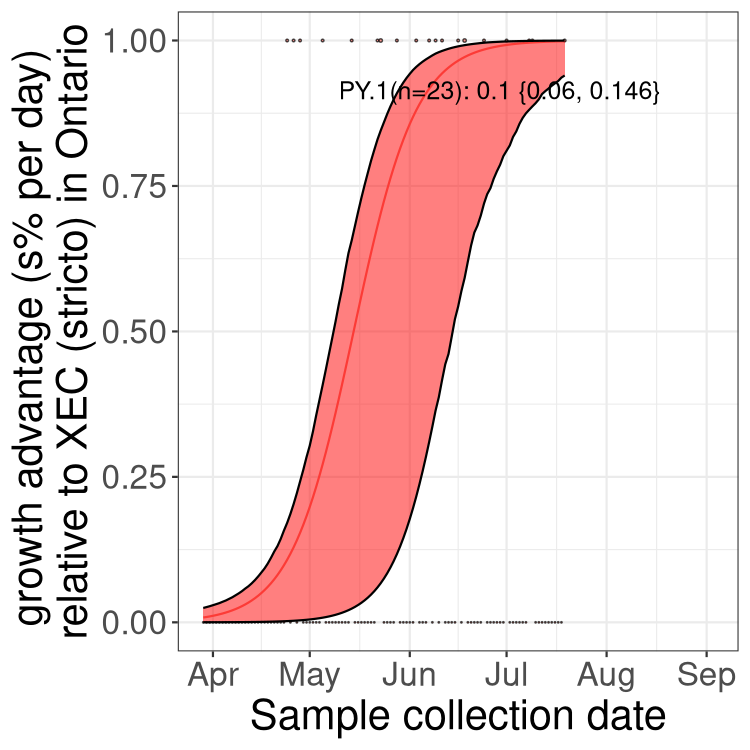 growth advantage (s% per day)
relative to XEC (stricto) in Ontario
1.00
0.75
0.50
0.25
0.00
PY.1(n=23): 0.1 {0.06, 0.146}
Apr May Jun Jul Aug Sep
Sample collection date